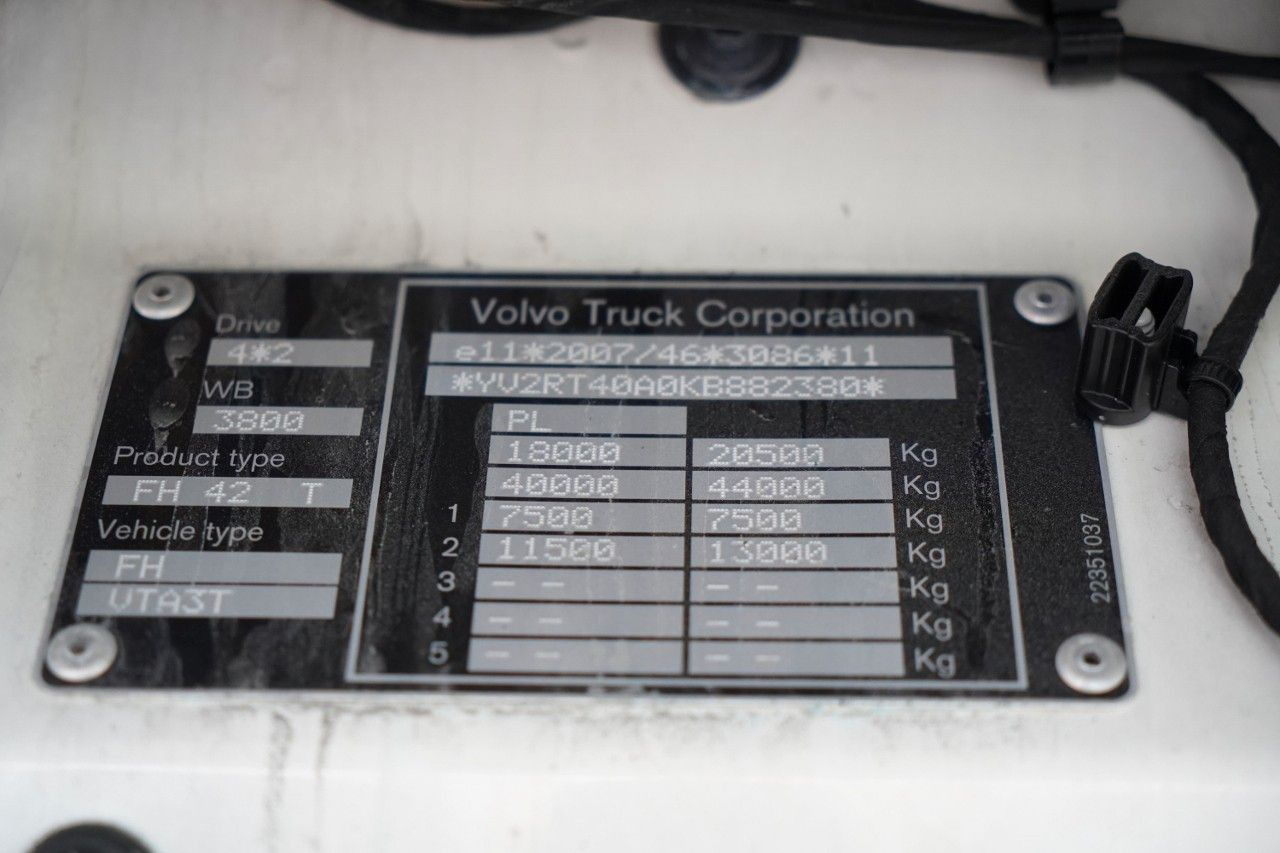 Volvo Truck Corporation
e11*2007/46*3086*11
*YV2RT40A0KB882380*
PL
18000 20500 Kg
40000 44000 Kg
1 7500 7500 Kg
2 11500 13000 Kg
3 – – – – Kg
4 – – – – Kg
5 – – – – Kg
Drive
4*2
WB
3800
Product type
FH 42 T
Vehicle type
FH
VTA3T
22351037